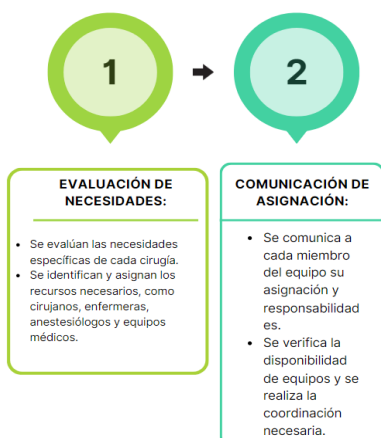 1
2
EVALUACIÓN DE
NECESIDADES:
• Se evalúan las necesidades
específicas de cada cirugía.
• Se identifican y asignan los
recursos necesarios, como
cirujanos, enfermeras,
anestesiólogos y equipos
médicos.
COMUNICACIÓN DE
ASIGNACIÓN:
• Se comunica a
cada miembro
del equipo su
asignación y
responsabilidad
es.
• Se verifica la
disponibilidad
de equipos y se
realiza la
coordinación
necesaria.